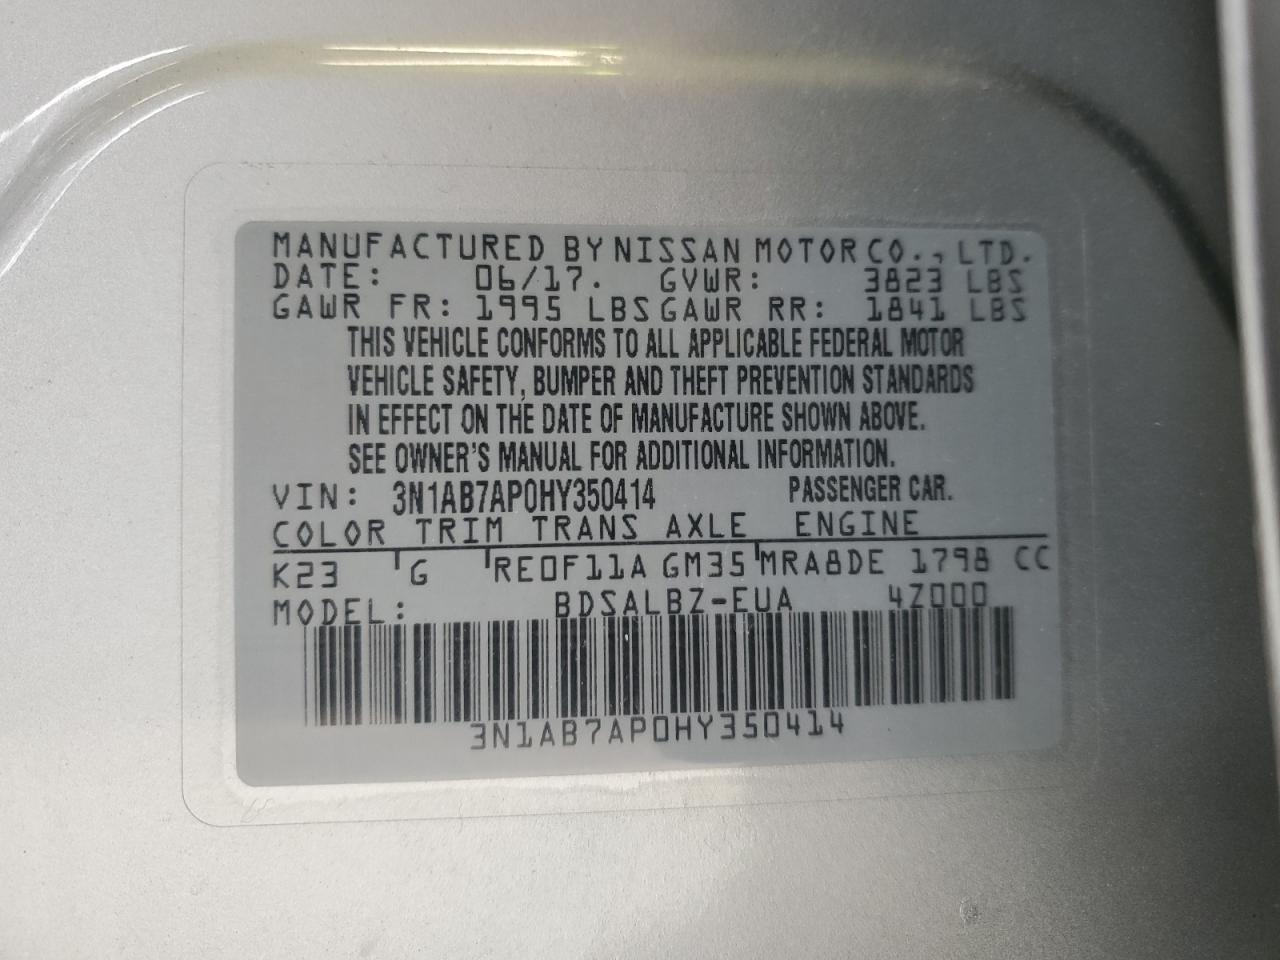 MANUFACTURED BY NISSAN MOTOR CO., LTD.
DATE: 06/17. GVWR: 3823 LBS
GAWR FR: 1995 LBS GAWR RR: 1841 LBS
THIS VEHICLE CONFORMS TO ALL APPLICABLE FEDERAL MOTOR
VEHICLE SAFETY, BUMPER AND THEFT PREVENTION STANDARDS
IN EFFECT ON THE DATE OF MANUFACTURE SHOWN ABOVE.
SEE OWNER'S MANUAL FOR ADDITIONAL INFORMATION.
VIN: 3N1AB7AP0HY350414 PASSENGER CAR.
COLOR TRIM TRANS AXLE ENGINE
K23 G RE0F11A GM35 MRA8DE 1798 CC
MODEL: BDSALBZ-EUA 4Z000
3N1AB7AP0HY350414